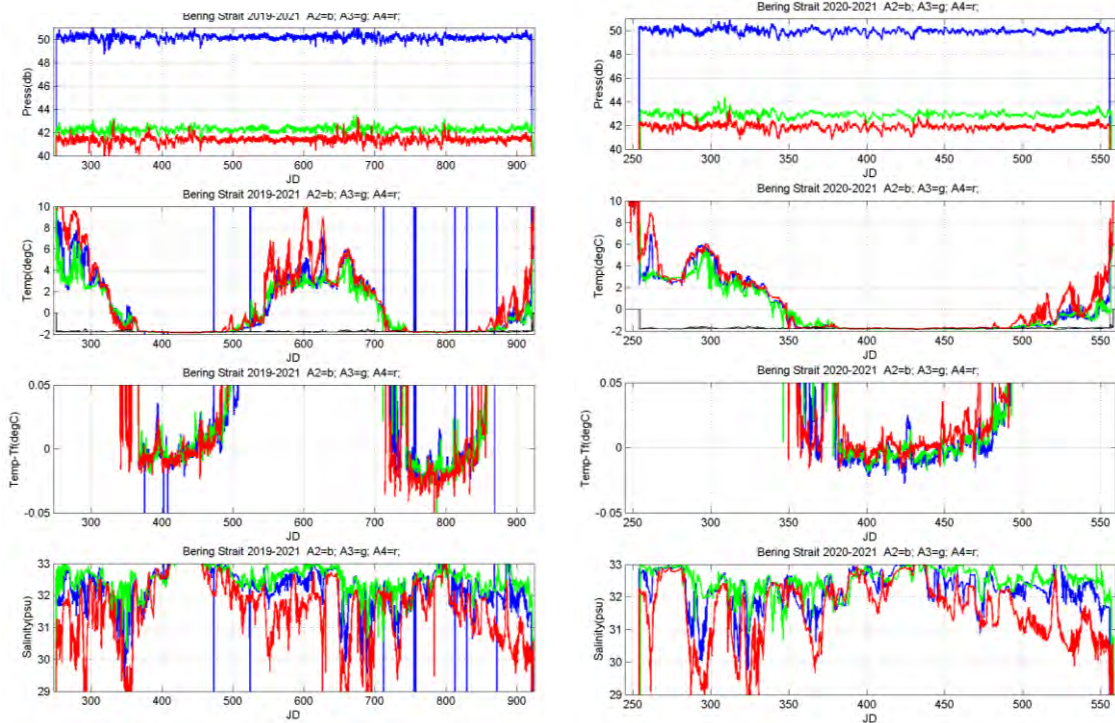 Bering Strait 2019-2021 A2=b; A3=g; A4=r;
Press(db)
50
48
46
44
42
40
300 400 500 600 700 800 900
JD
Bering Strait 2019-2021 A2=b; A3=g; A4=r;
Temp(degC)
10
8
6
4
2
0
-2
300 400 500 600 700 800 900
JD
Bering Strait 2019-2021 A2=b; A3=g; A4=r;
Temp-Tf(degC)
0.05
0
-0.05
300 400 500 600 700 800 900
JD
Bering Strait 2019-2021 A2=b; A3=g; A4=r;
Salinity(psu)
33
32
31
30
29
300 400 500 600 700 800 900
JD
Bering Strait 2020-2021 A2=b; A3=g; A4=r;
Press(db)
50
48
46
44
42
40
250 300 350 400 450 500 550
JD
Bering Strait 2020-2021 A2=b; A3=g; A4=r;
Temp(degC)
10
8
6
4
2
0
-2
250 300 350 400 450 500 550
JD
Bering Strait 2020-2021 A2=b; A3=g; A4=r;
Temp-Tf(degC)
0.05
0
-0.05
250 300 350 400 450 500 550
JD
Bering Strait 2020-2021 A2=b; A3=g; A4=r;
Salinity(psu)
33
32
31
30
29
250 300 350 400 450 500 550
JD